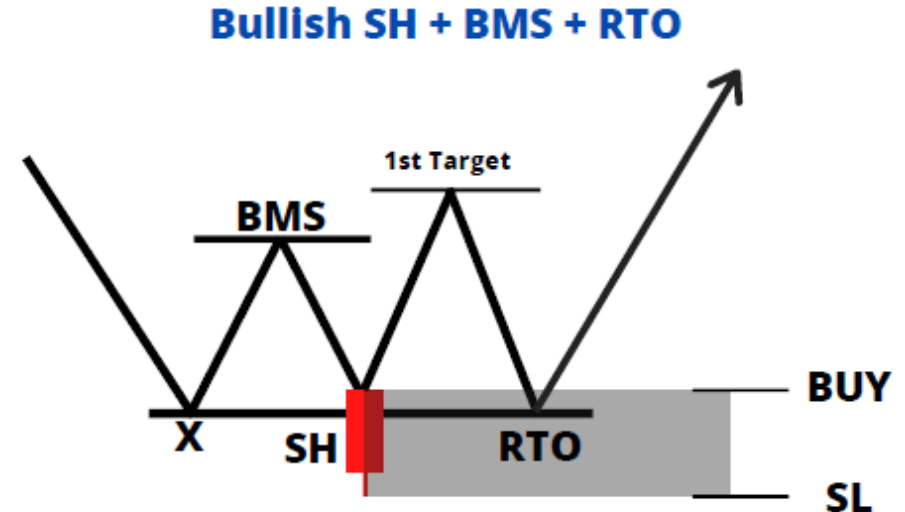 Bullish SH + BMS + RTO
1st Target
BMS
BUY
X
SH
RTO
SL